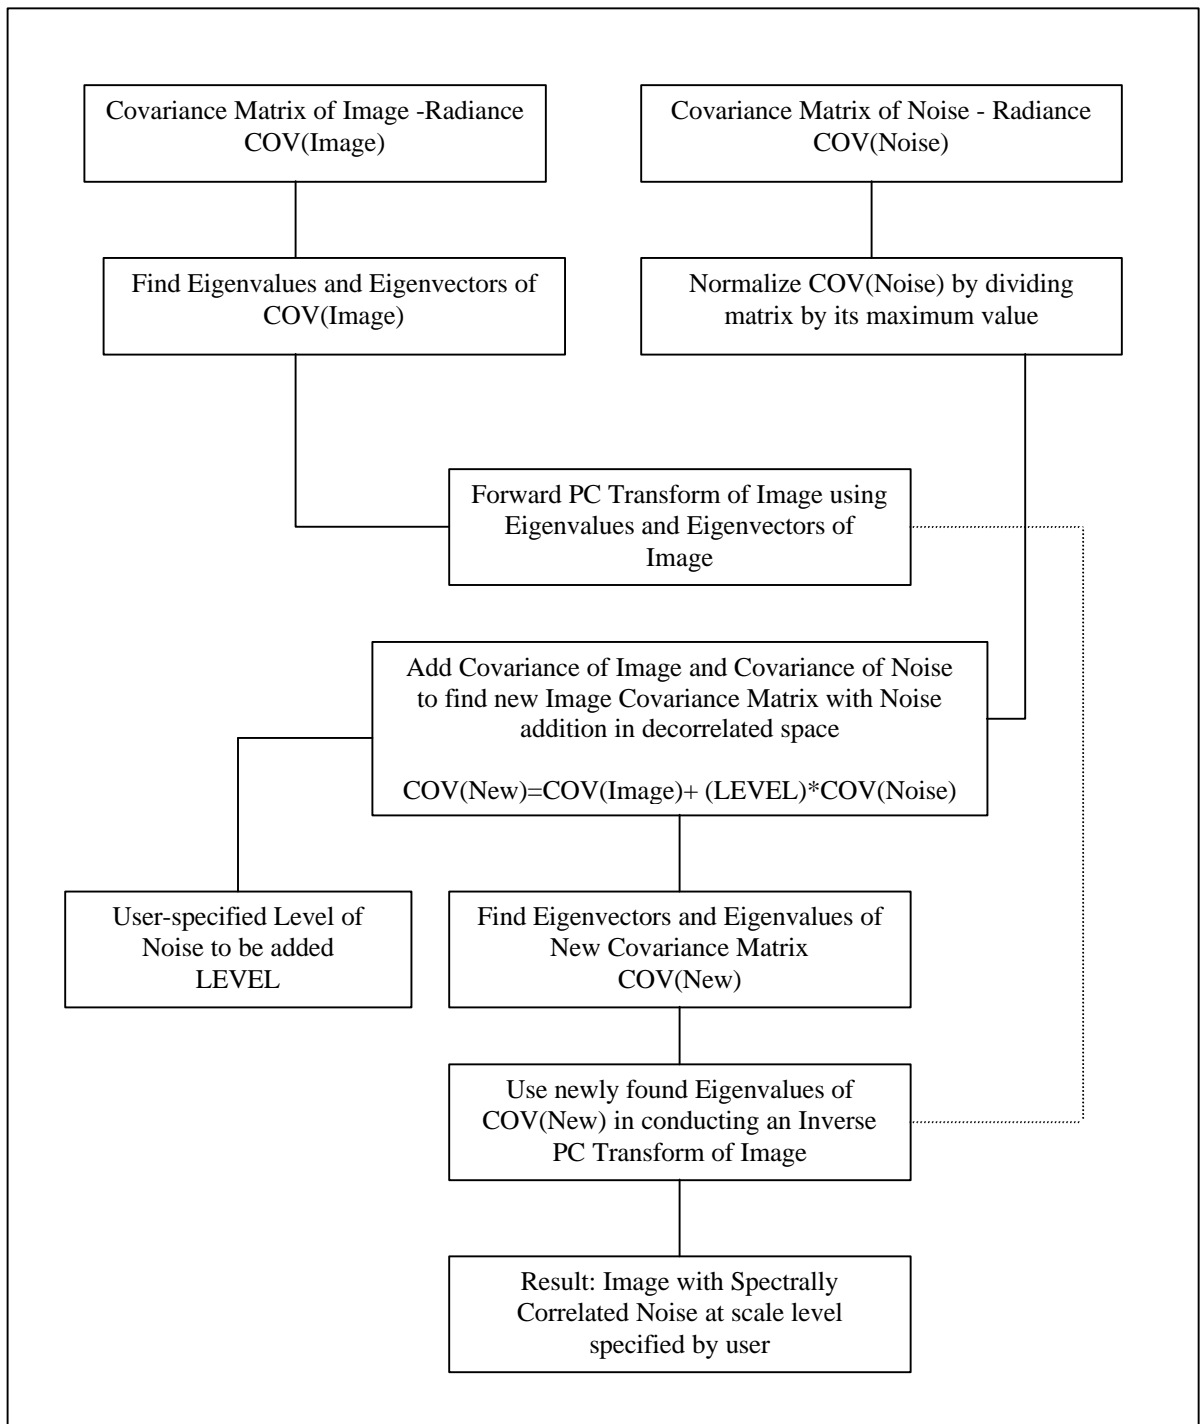 Covariance Matrix of Image -Radiance
COV(Image)
Covariance Matrix of Noise - Radiance
COV(Noise)
Find Eigenvalues and Eigenvectors of
COV(Image)
Normalize COV(Noise) by dividing
matrix by its maximum value
Forward PC Transform of Image using
Eigenvalues and Eigenvectors of
Image
Add Covariance of Image and Covariance of Noise
to find new Image Covariance Matrix with Noise
addition in decorrelated space
COV(New)=COV(Image)+ (LEVEL)*COV(Noise)
User-specified Level of
Noise to be added
LEVEL
Find Eigenvectors and Eigenvalues of
New Covariance Matrix
COV(New)
Use newly found Eigenvalues of
COV(New) in conducting an Inverse
PC Transform of Image
Result: Image with Spectrally
Correlated Noise at scale level
specified by user